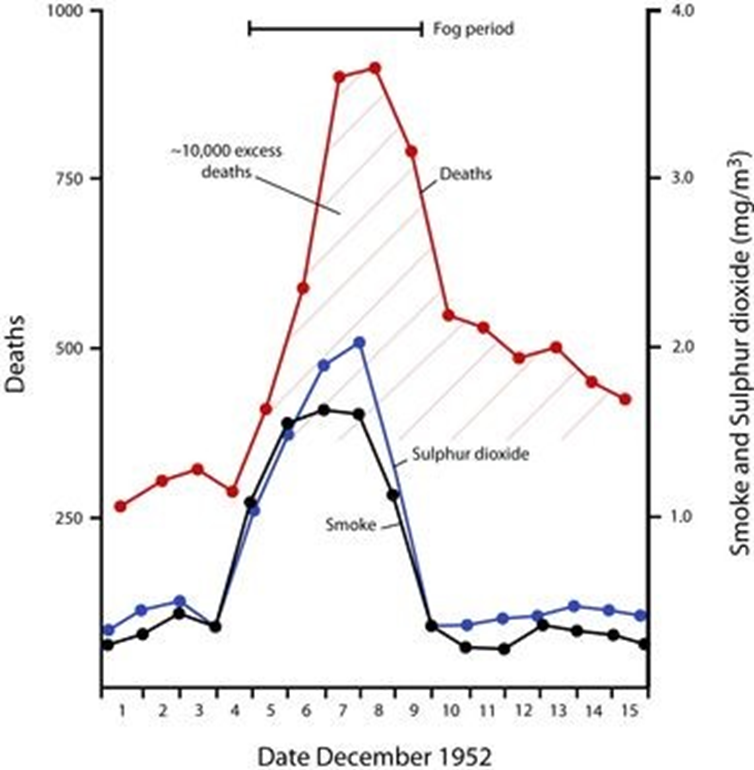 1000
4.0
Fog period
~10,000 excess
deaths
Deaths
750
3.0
Deaths
Smoke and Sulphur dioxide (mg/m³)
500
2.0
Sulphur dioxide
Smoke
250
1.0
1 2 3 4 5 6 7 8 9 10 11 12 13 14 15
Date December 1952